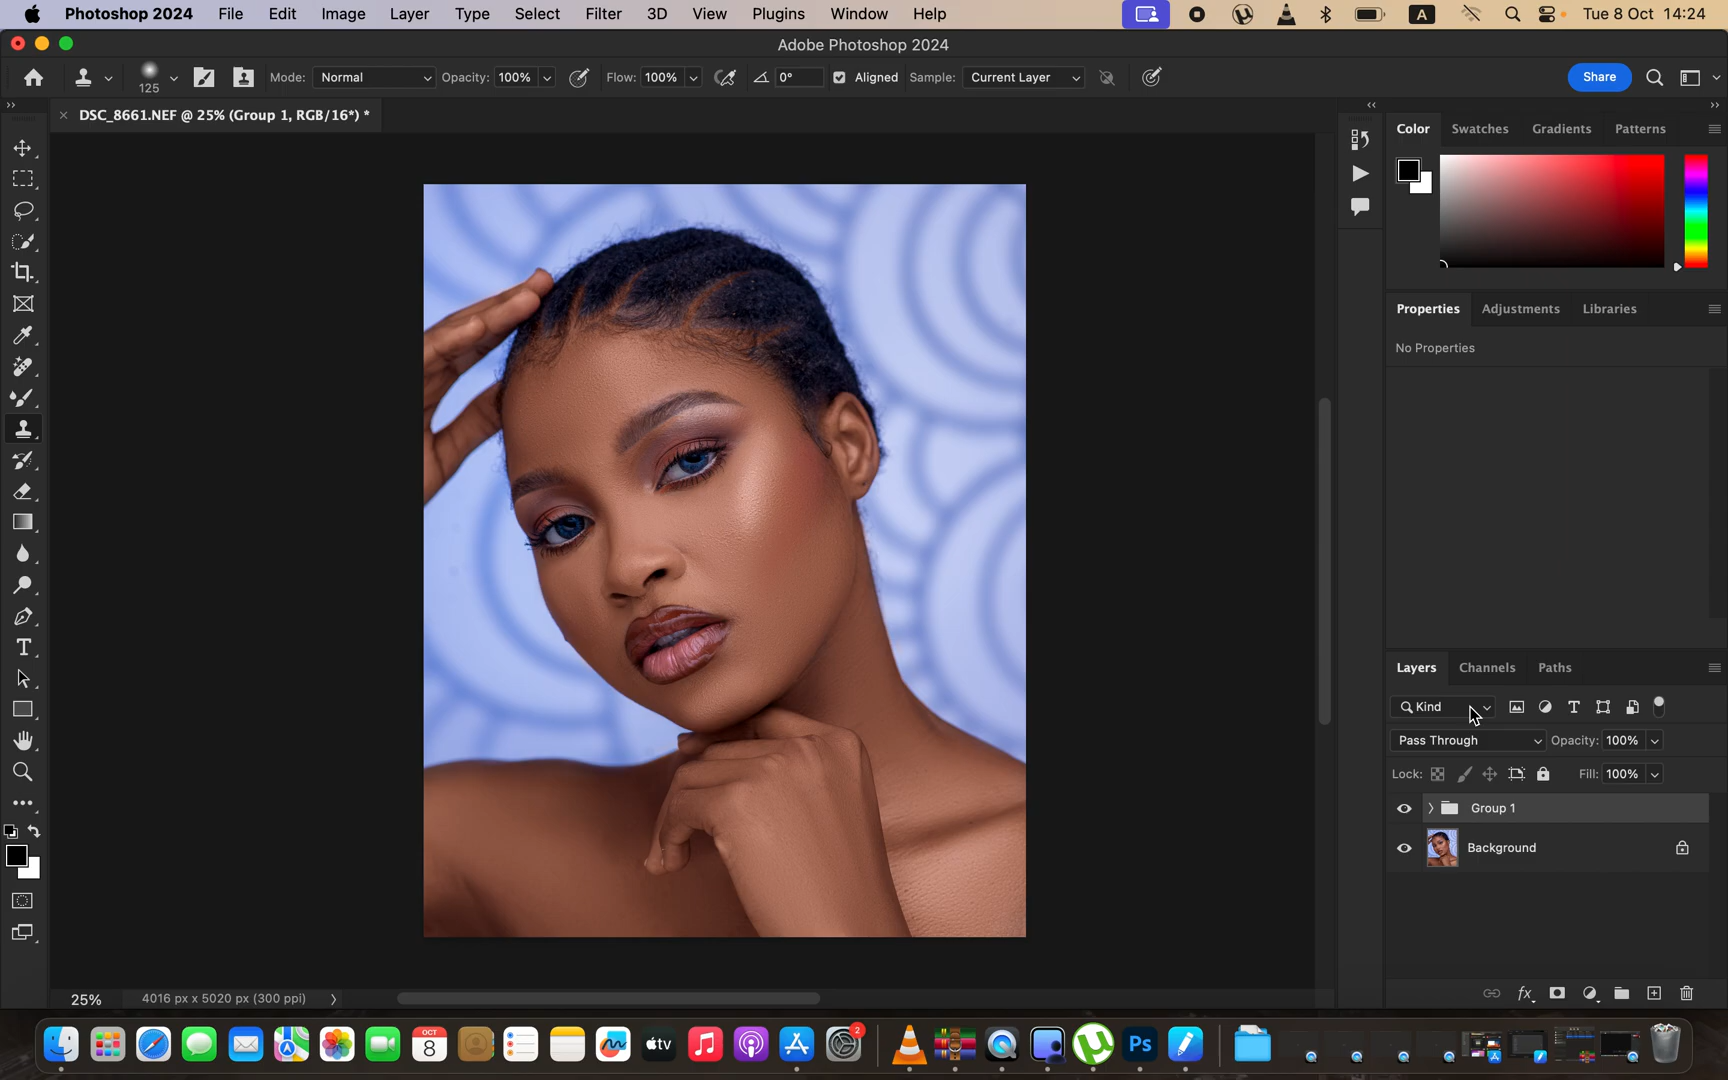 Photoshop 2024 File Edit Image Layer Type Select Filter 3D View Plugins Window Help A Tue 8 Oct 14:24
Adobe Photoshop 2024
125 Mode: Normal Opacity: 100% Flow: 100% 0° Aligned Sample: Current Layer Share
× DSC_8661.NEF @ 25% (Group 1, RGB/16*) *
Color Swatches Gradients Patterns
Properties Adjustments Libraries
No Properties
Layers Channels Paths
Kind
Pass Through Opacity: 100%
Lock: Fill: 100%
Group 1
Background
25% 4016 px x 5020 px (300 ppi)
OCT
8
tv
2
Ps